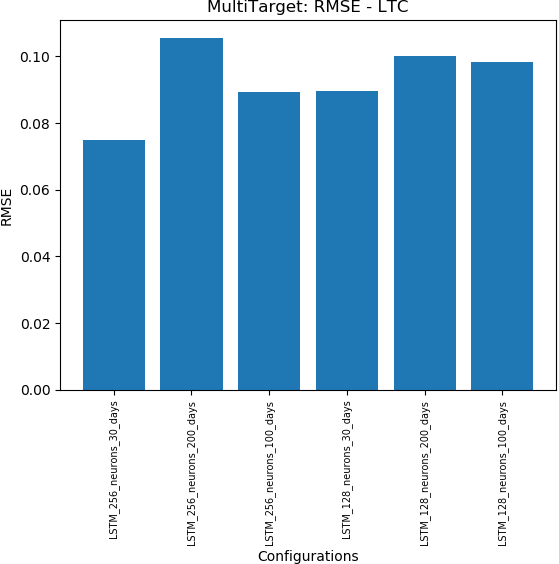 MultiTarget: RMSE - LTC
RMSE
0.10
0.08
0.06
0.04
0.02
0.00
LSTM_256_neurons_30_days
LSTM_256_neurons_200_days
LSTM_256_neurons_100_days
LSTM_128_neurons_30_days
LSTM_128_neurons_200_days
LSTM_128_neurons_100_days
Configurations